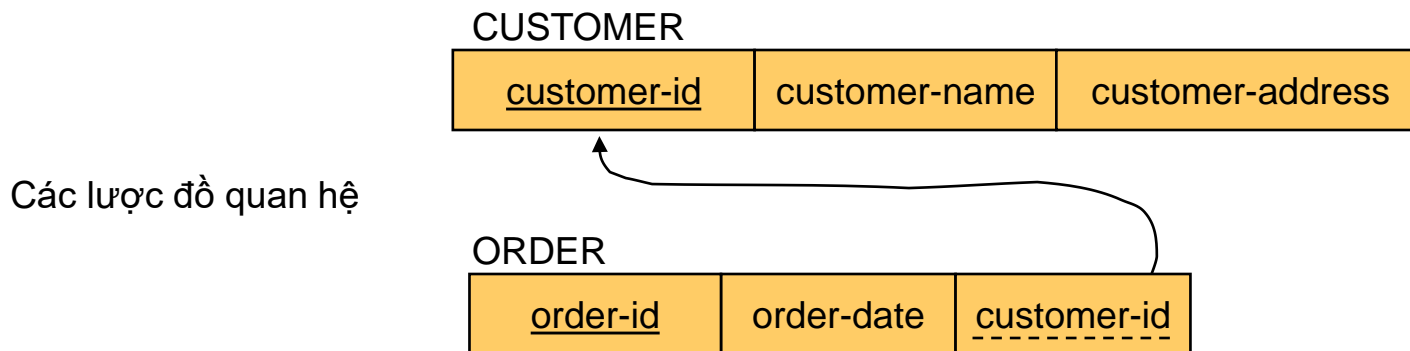 CUSTOMER
customer-id customer-name customer-address
Các lược đồ quan hệ
ORDER
order-id order-date customer-id